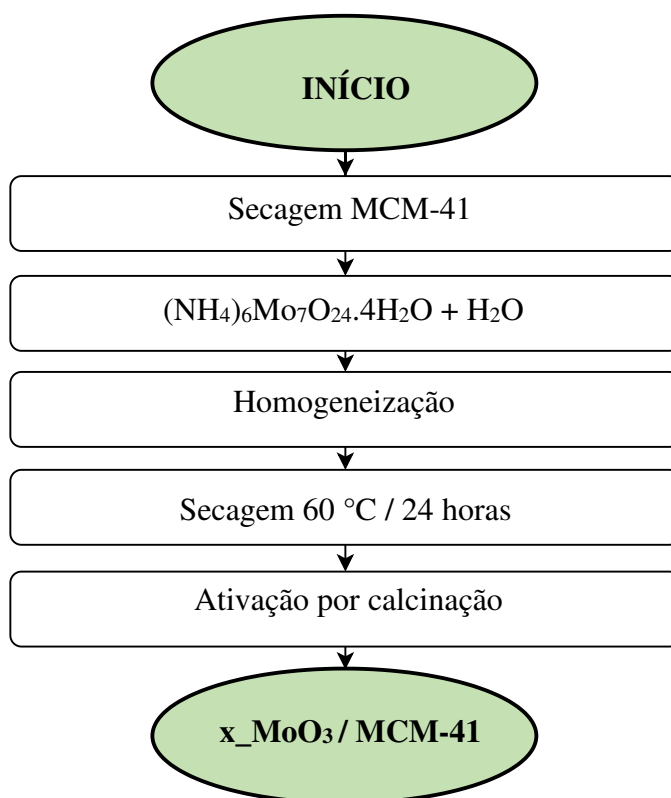 INÍCIO
Secagem MCM-41
(NH₄)₆Mo₇O₂₄.4H₂O + H₂O
Homogeneização
Secagem 60 °C / 24 horas
Ativação por calcinação
x_MoO₃ / MCM-41